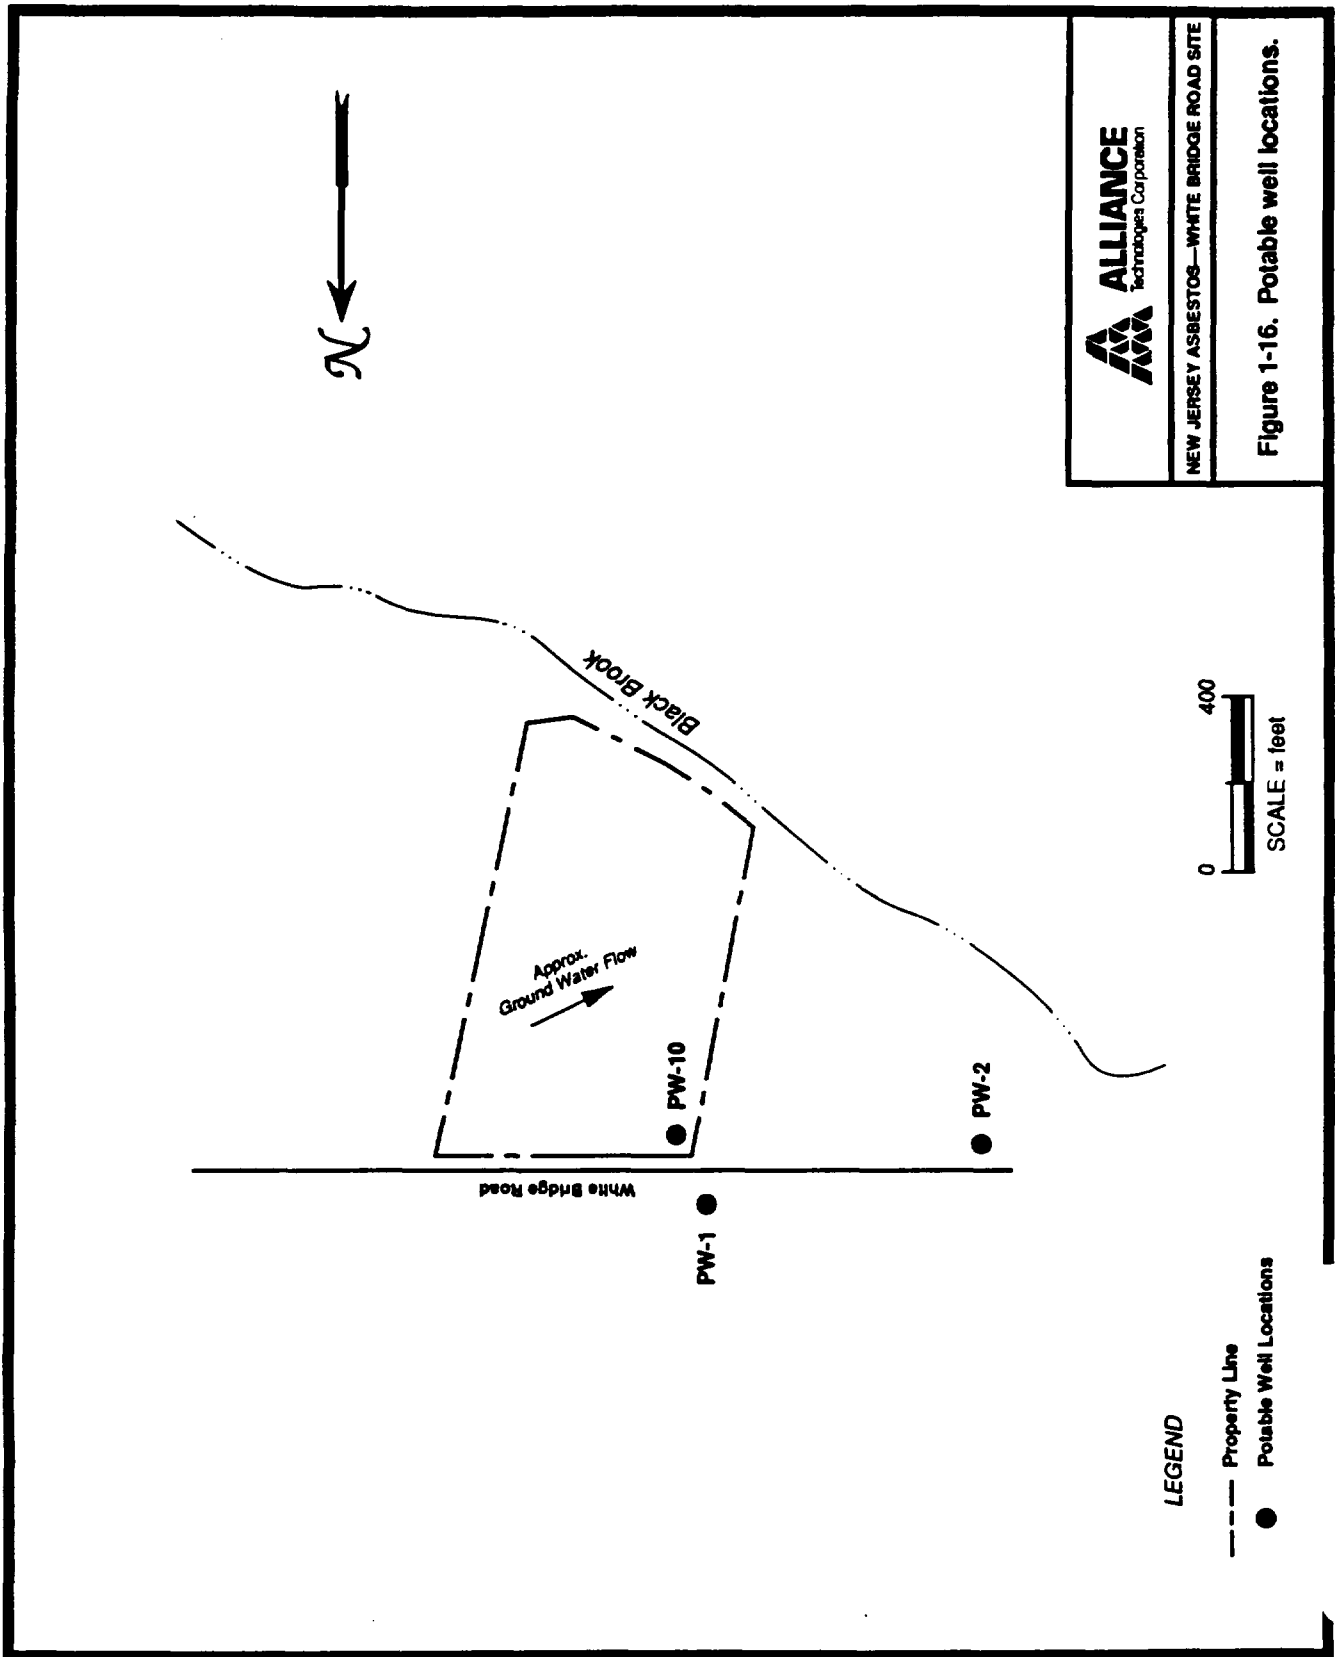 N
Black Brook
Approx.
Ground Water Flow
PW-10
PW-2
White Bridge Road
PW-1
LEGEND
Property Line
Potable Well Locations
0 400
SCALE = feet
ALLIANCE
Technologies Corporation
NEW JERSEY ASBESTOS—WHITE BRIDGE ROAD SITE
Figure 1-16. Potable well locations.